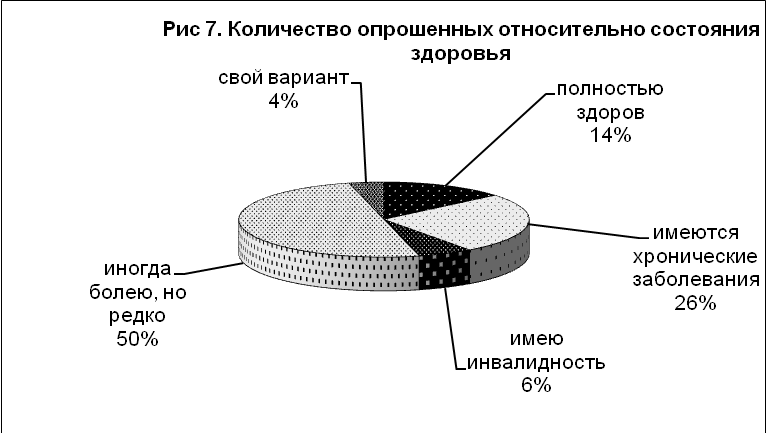 Рис 7. Количество опрошенных относительно состояния
здоровья
свой вариант
4%
полностью
здоров
14%
имеются
хронические
заболевания
26%
имею
инвалидность
6%
иногда
болею, но
редко
50%